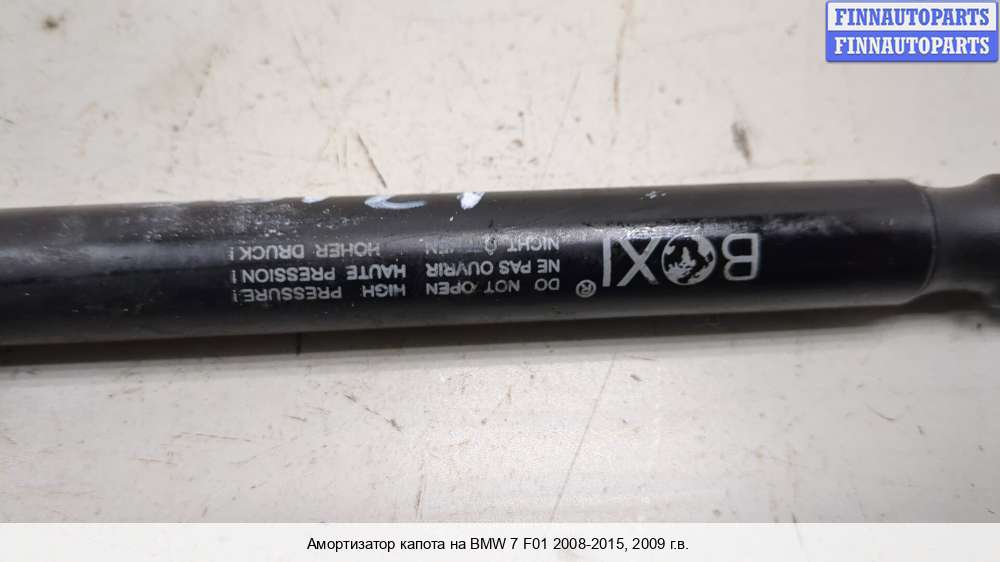 FINNAUTOPARTS
FINNAUTOPARTS
BOXI®
DO NOT OPEN HIGH PRESSURE!
NE PAS OUVRIR HAUTE PRESSION!
NICHT HOHER DRUCK!
Амортизатор капота на BMW 7 F01 2008-2015, 2009 г.в.